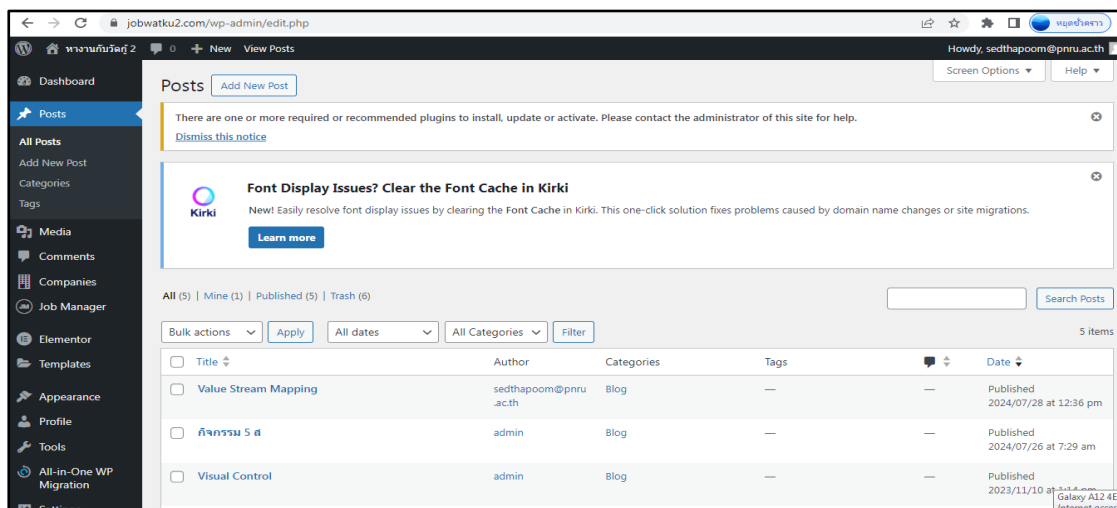 jobwatku2.com/wp-admin/edit.php
หยุดชั่วคราว
หางานกับวัดกู้ 2 0 + New View Posts
Howdy, sedthapoom@pnru.ac.th
Screen Options Help
Dashboard
Posts
All Posts
Add New Post
Categories
Tags
Media
Comments
Companies
Job Manager
Elementor
Templates
Appearance
Profile
Tools
All-in-One WP
Migration
Posts Add New Post
There are one or more required or recommended plugins to install, update or activate. Please contact the administrator of this site for help.
Dismiss this notice
Kirki
Font Display Issues? Clear the Font Cache in Kirki
New! Easily resolve font display issues by clearing the Font Cache in Kirki. This one-click solution fixes problems caused by domain name changes or site migrations.
Learn more
All (5) | Mine (1) | Published (5) | Trash (6)
Search Posts
Bulk actions Apply All dates All Categories Filter
5 items
Title Author Categories Tags Date
Value Stream Mapping sedthapoom@pnru Blog — — Published
.ac.th 2024/07/28 at 12:36 pm
กิจกรรม 5 ส admin Blog — — Published
2024/07/26 at 7:29 am
Visual Control admin Blog — — Published
2023/11/10 at 1:14 pm
Galaxy A12 4E